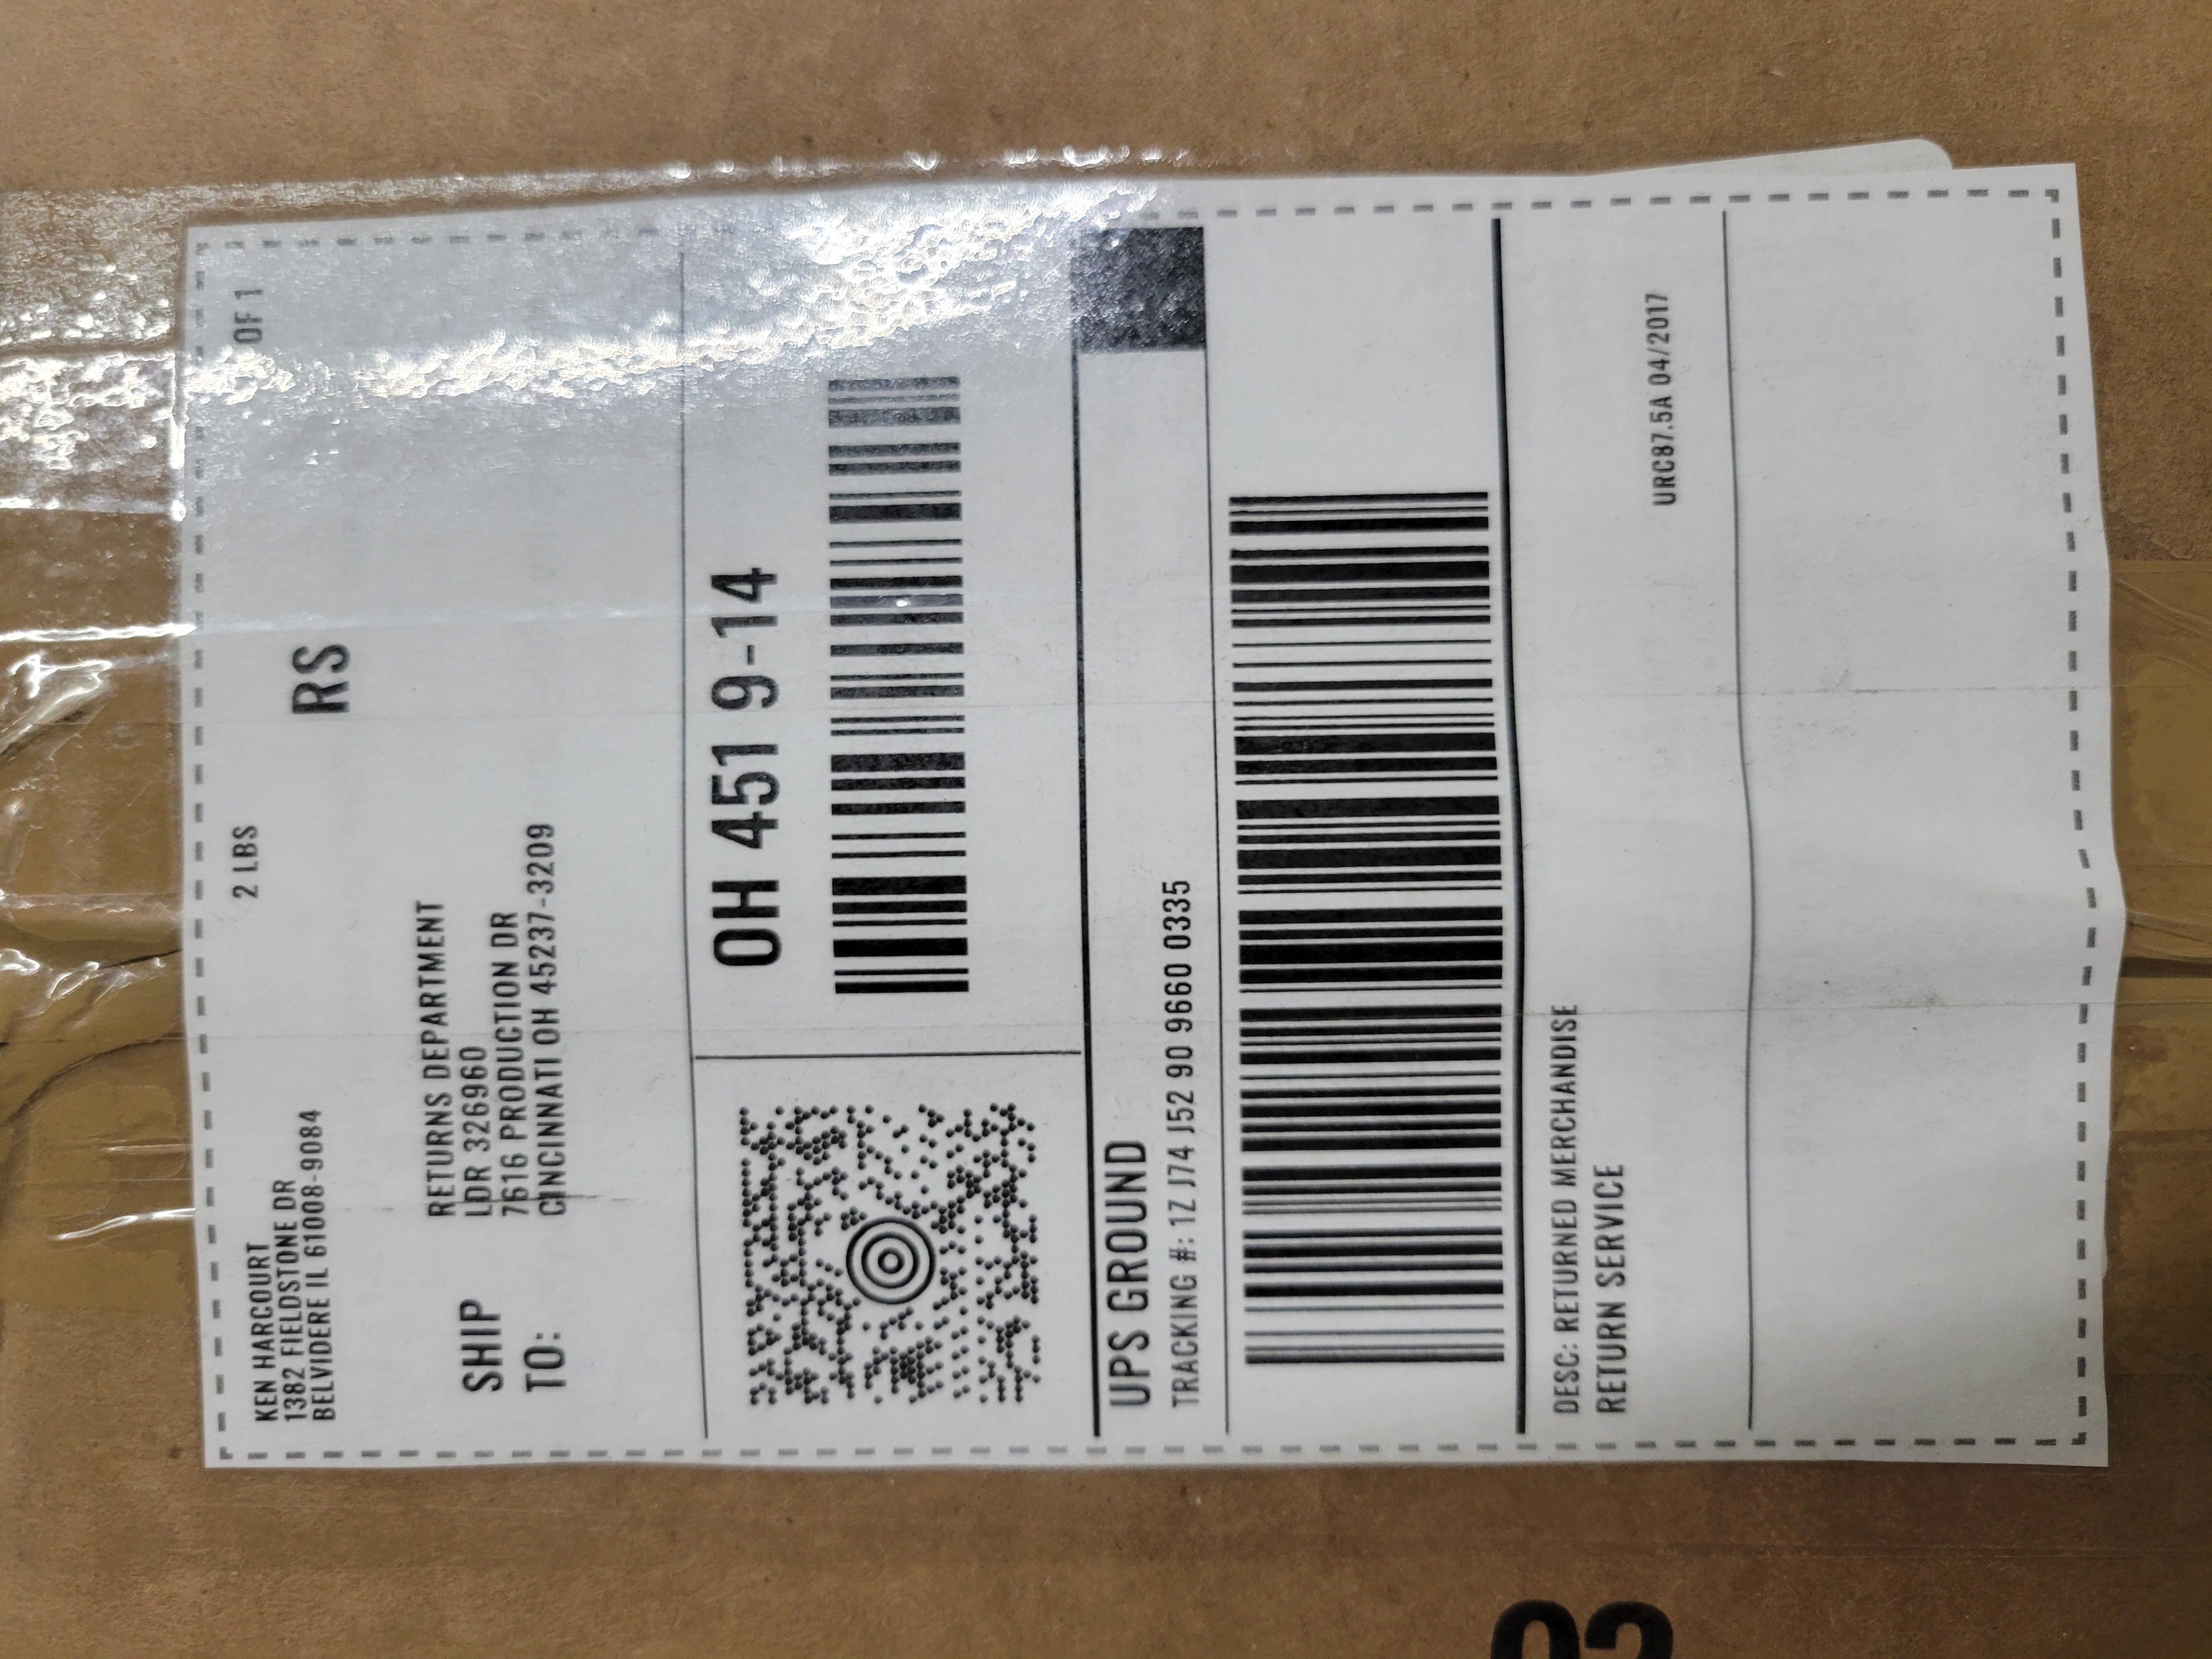 KEN HARCOURT
1382 FIELDSTONE DR
BELVIDERE IL 61008-9084
2 LBS
OF 1
RS
SHIP
TO:
RETURNS DEPARTMENT
LDR 326960
7616 PRODUCTION DR
CINCINNATI OH 45237-3209
OH 451 9-14
UPS GROUND
TRACKING #: 1Z J74 J52 90 9660 0335
DESC: RETURNED MERCHANDISE
RETURN SERVICE
URC87.5A 04/2017